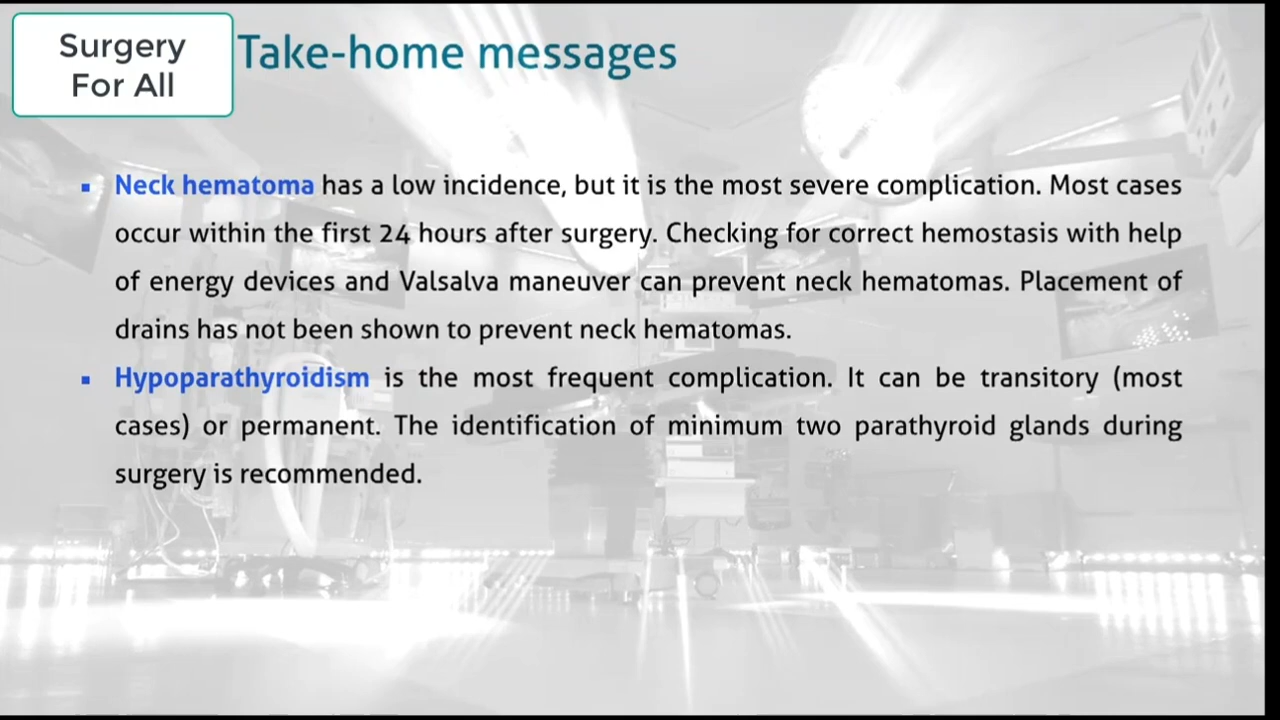 Surgery
For All
Take-home messages
▪ Neck hematoma has a low incidence, but it is the most severe complication. Most cases
occur within the first 24 hours after surgery. Checking for correct hemostasis with help
of energy devices and Valsalva maneuver can prevent neck hematomas. Placement of
drains has not been shown to prevent neck hematomas.
▪ Hypoparathyroidism is the most frequent complication. It can be transitory (most
cases) or permanent. The identification of minimum two parathyroid glands during
surgery is recommended.